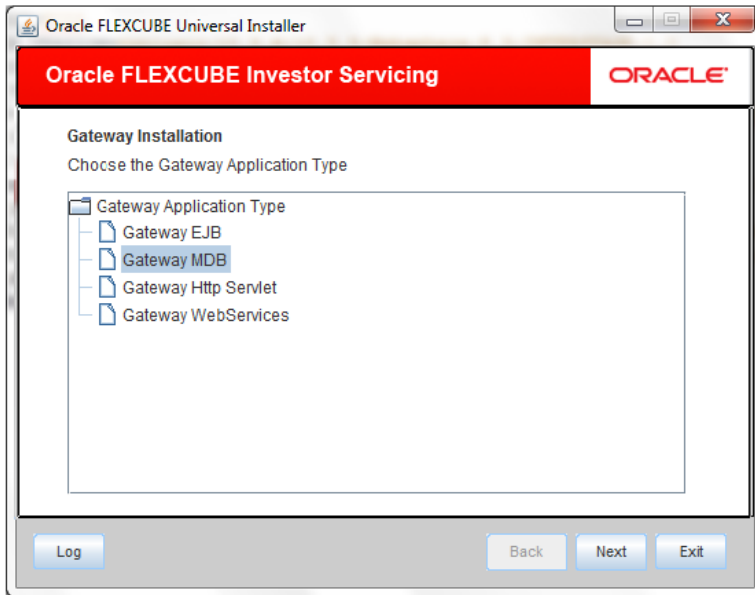 Oracle FLEXCUBE Universal Installer
Oracle FLEXCUBE Investor Servicing
ORACLE
Gateway Installation
Choose the Gateway Application Type
Gateway Application Type
Gateway EJB
Gateway MDB
Gateway Http Servlet
Gateway WebServices
Log Back Next Exit